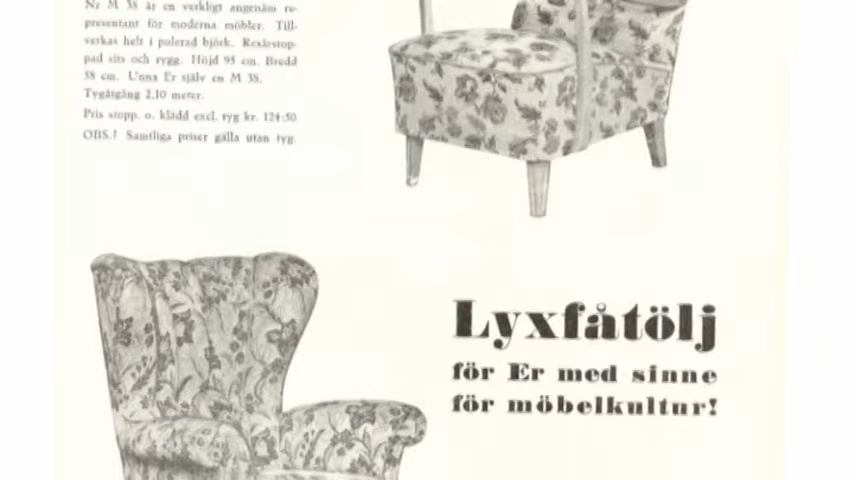 Nr M 38 är en verkligt angenäm re-
presentant för moderna möbler. Till-
verkas helt i polerad björk. Resårstop-
pad sits och rygg. Höjd 95 cm. Bredd
58 cm. Unna Er själv en M 38.
Tygåtgång 2,10 meter.
Pris stopp. o. klädd excl. tyg kr. 124:50
OBS.! Samtliga priser gälla utan tyg.
Lyxfåtölj
för Er med sinne
för möbelkultur!